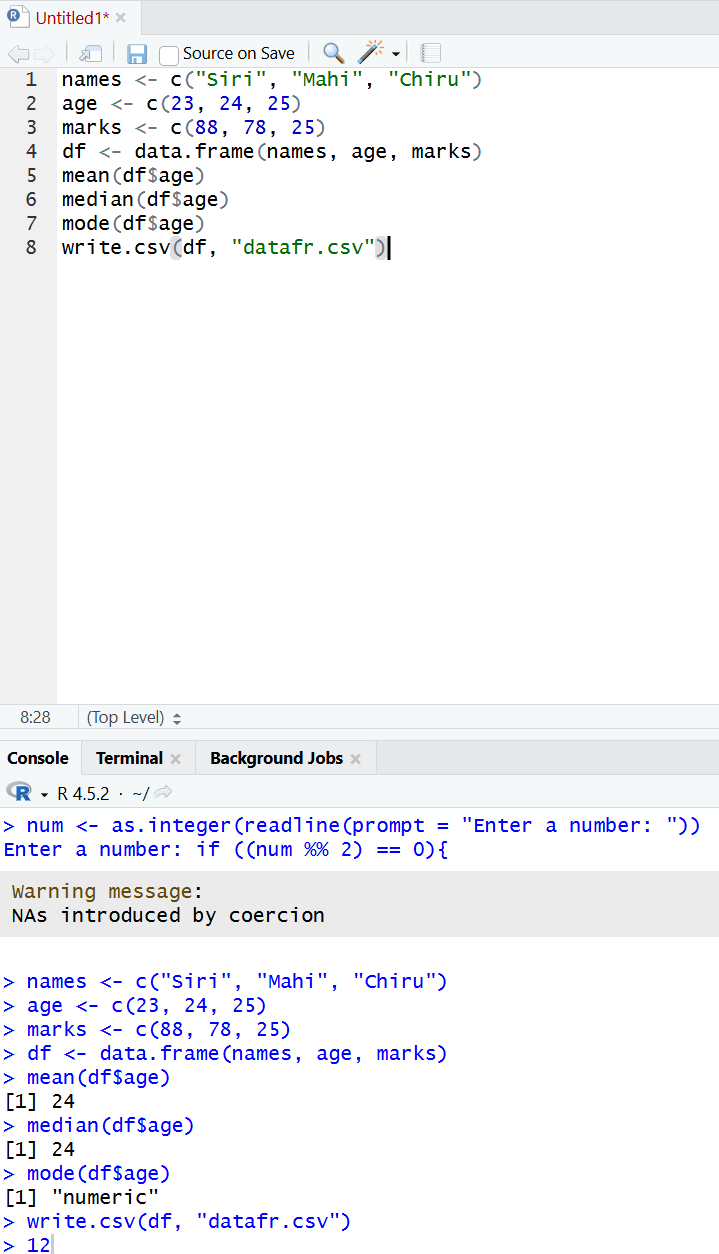 Untitled1*
Source on Save
1 names <- c("Siri", "Mahi", "Chiru")
2 age <- c(23, 24, 25)
3 marks <- c(88, 78, 25)
4 df <- data.frame(names, age, marks)
5 mean(df$age)
6 median(df$age)
7 mode(df$age)
8 write.csv(df, "datafr.csv")
8:28 (Top Level)
Console Terminal Background Jobs
R R 4.5.2 · ~/
> num <- as.integer(readline(prompt = "Enter a number: "))
Enter a number: if ((num %% 2) == 0){
Warning message:
NAs introduced by coercion
> names <- c("Siri", "Mahi", "Chiru")
> age <- c(23, 24, 25)
> marks <- c(88, 78, 25)
> df <- data.frame(names, age, marks)
> mean(df$age)
[1] 24
> median(df$age)
[1] 24
> mode(df$age)
[1] "numeric"
> write.csv(df, "datafr.csv")
> 12